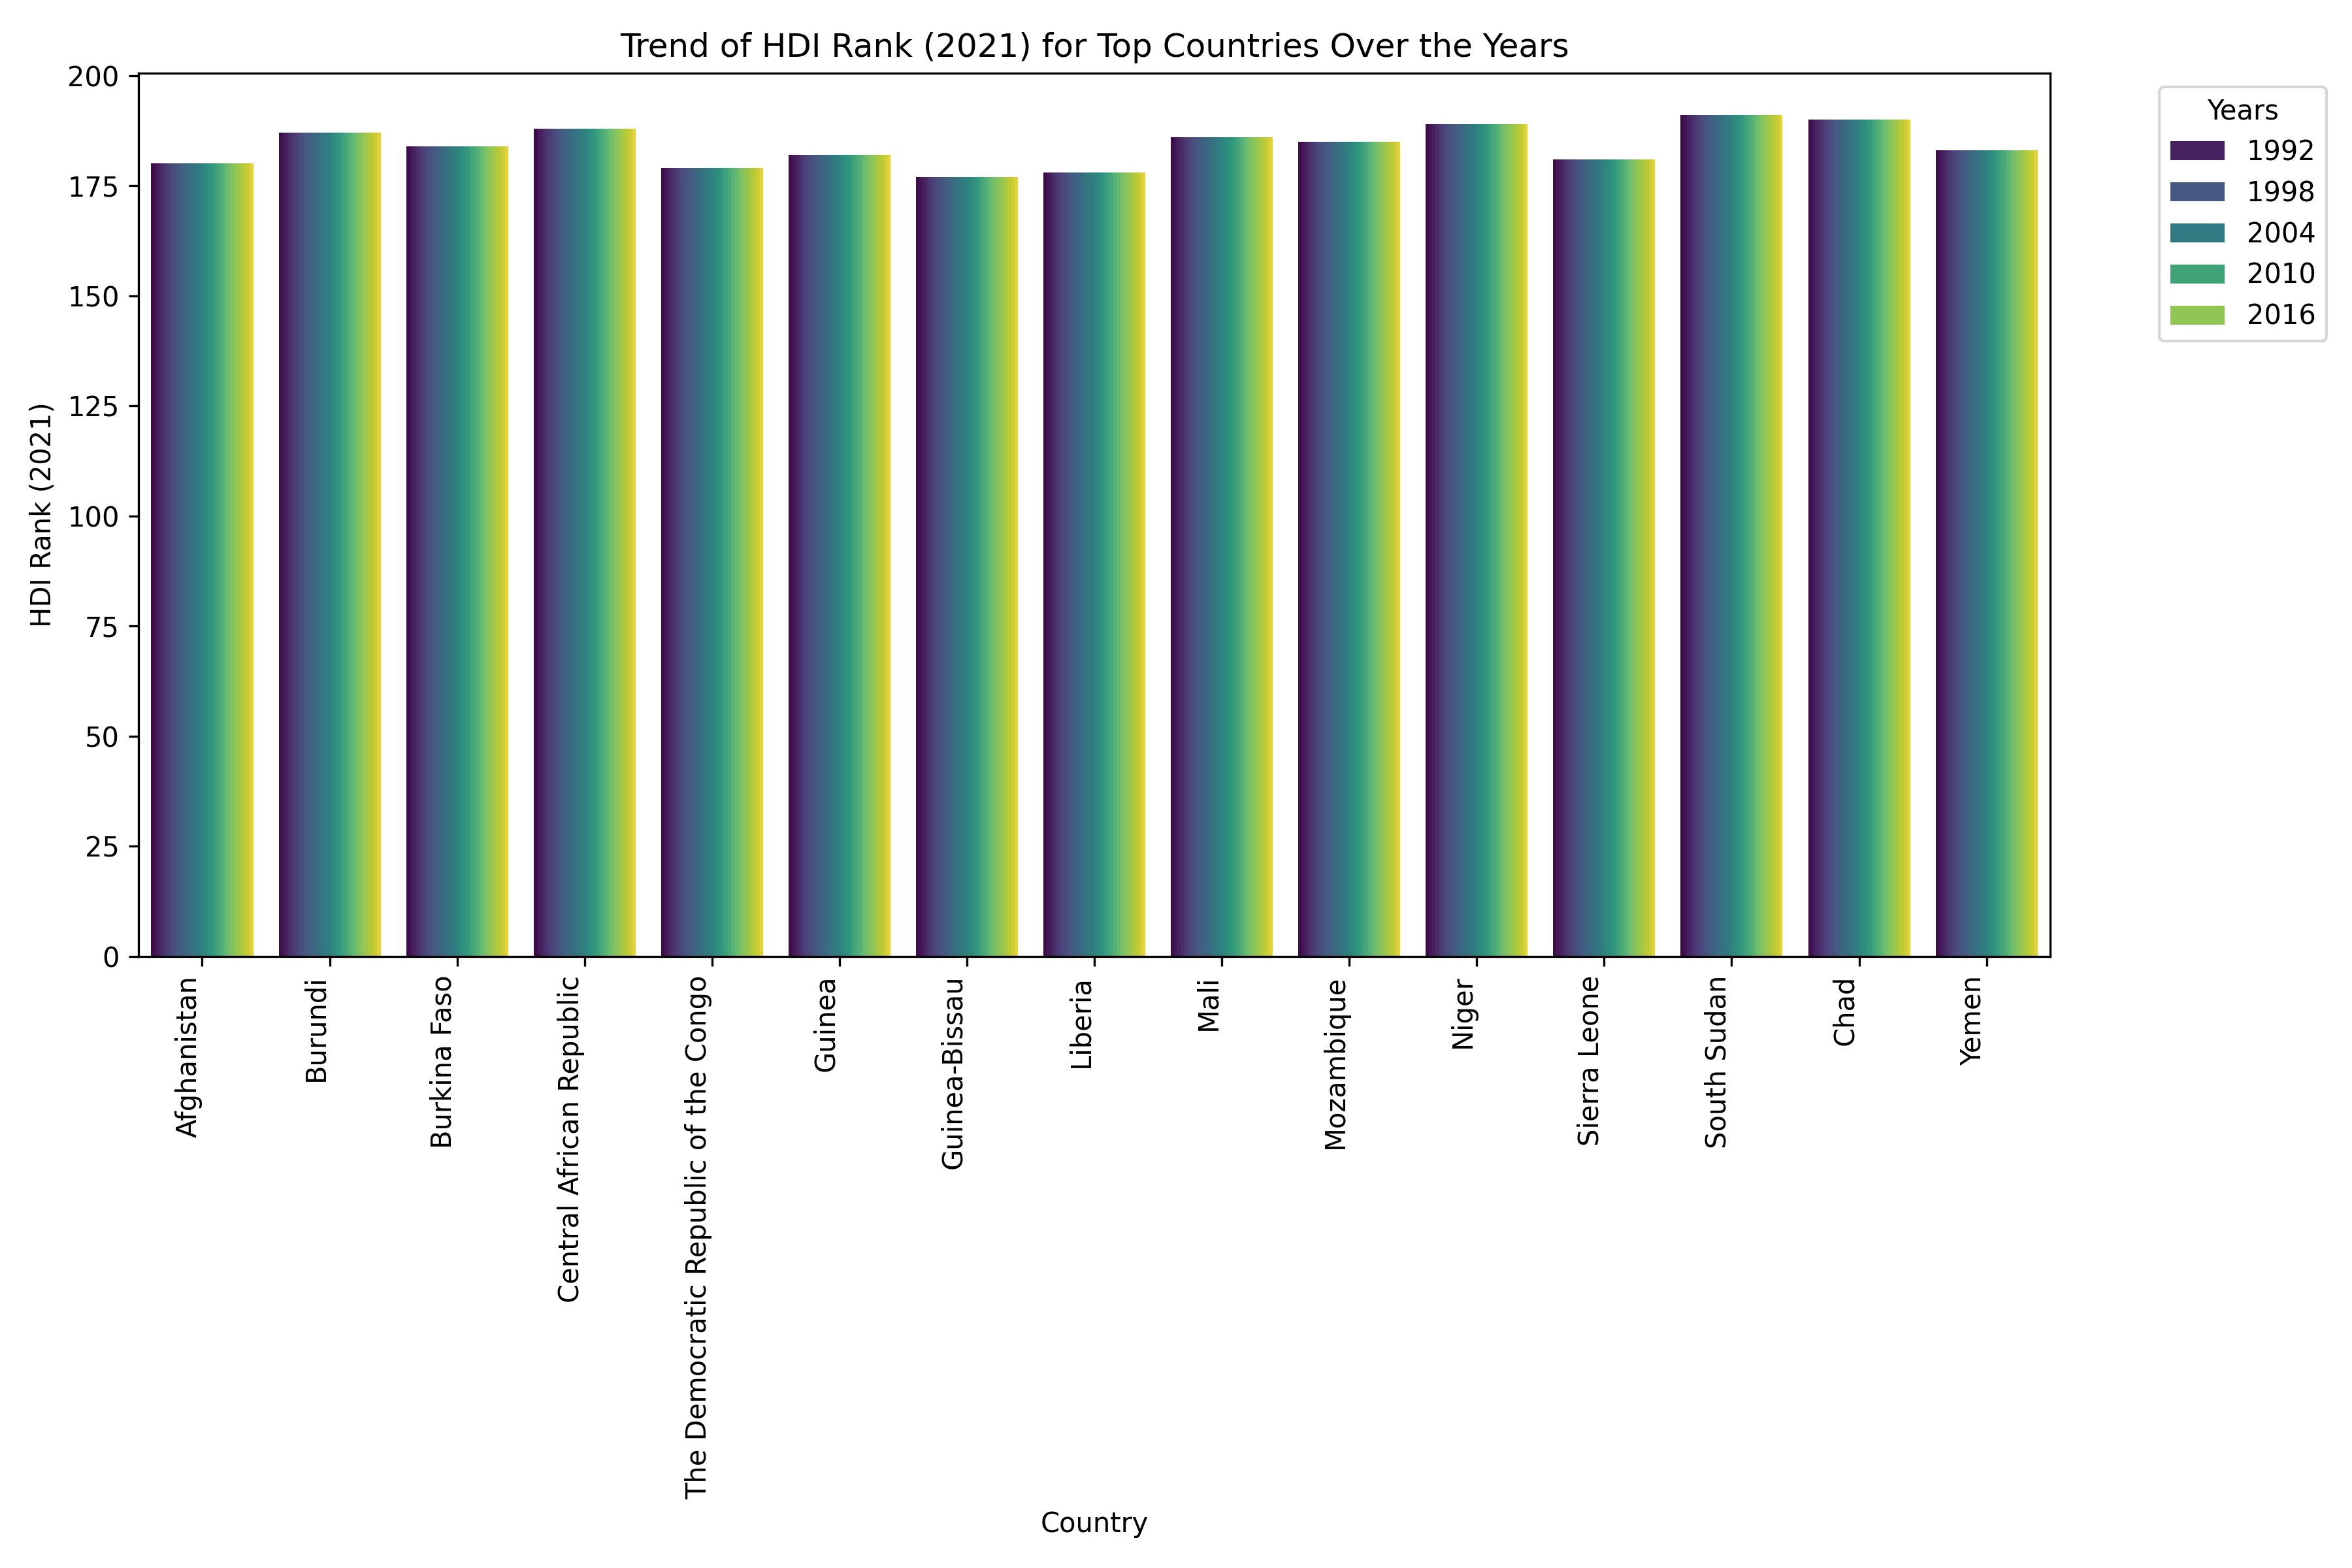 Trend of HDI Rank (2021) for Top Countries Over the Years
HDI Rank (2021)
200
175
150
125
100
75
50
25
0
Afghanistan
Burundi
Burkina Faso
Central African Republic
The Democratic Republic of the Congo
Guinea
Guinea-Bissau
Liberia
Mali
Mozambique
Niger
Sierra Leone
South Sudan
Chad
Yemen
Country
Years
1992
1998
2004
2010
2016